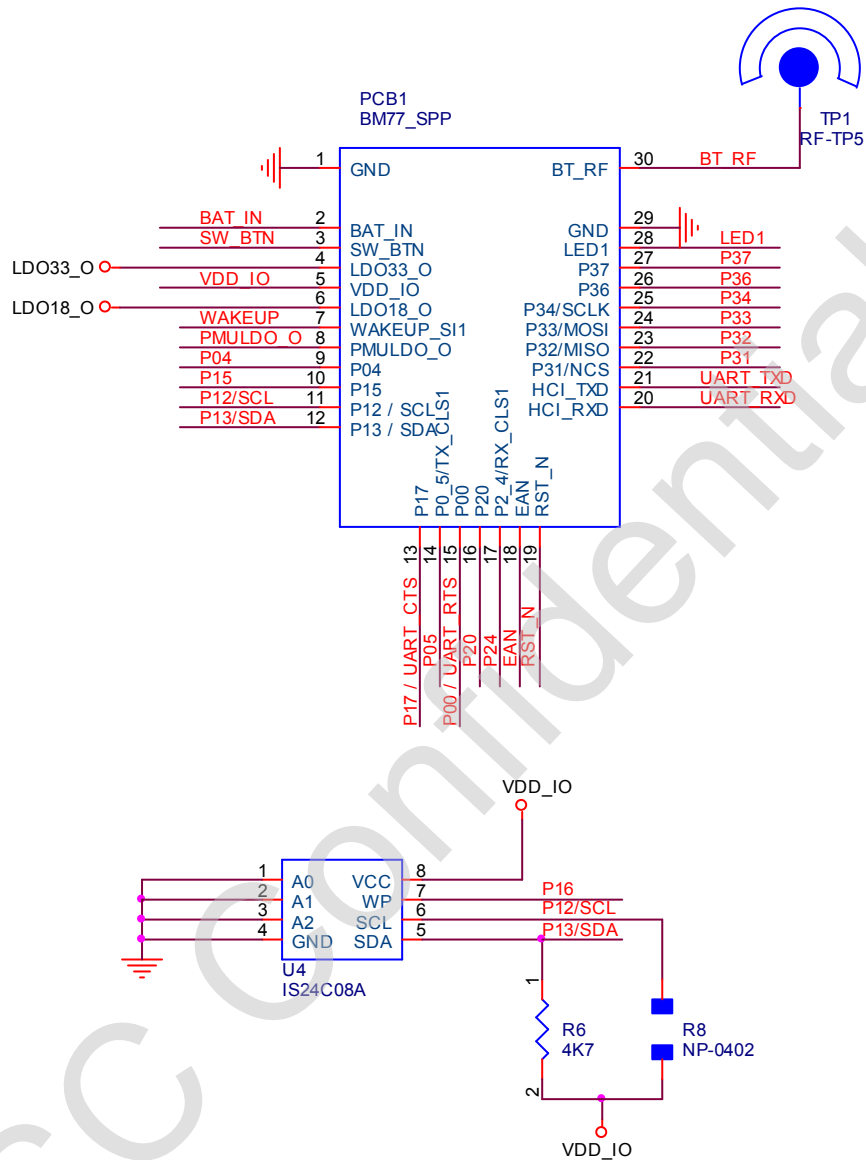 PCB1
BM77_SPP
TP1
RF-TP5
1
GND
BT_RF
30
BT_RF
BAT_IN
2
BAT_IN
GND
29
SW_BTN
3
SW_BTN
LED1
28
LED1
LDO33_O
4
LDO33_O
P37
27
P37
VDD_IO
5
VDD_IO
P36
26
P36
LDO18_O
6
LDO18_O
P34/SCLK
25
P34
WAKEUP
7
WAKEUP_SI1
P33/MOSI
24
P33
PMULDO_O
8
PMULDO_O
P32/MISO
23
P32
P04
9
P04
P31/NCS
22
P31
P15
10
P15
HCI_TXD
21
UART_TXD
P12/SCL
11
P12 / SCL
HCI_RXD
20
UART_RXD
P13/SDA
12
P13 / SDA
P17
P0_5/TX_CLS1
P00
P20
P2_4/RX_CLS1
EAN
RST_N
13
14
15
16
17
18
19
P17 / UART_CTS
P05
P00 / UART_RTS
P20
P24
EAN
RST_N
VDD_IO
1
A0
VCC
8
2
A1
WP
7
P16
3
A2
SCL
6
P12/SCL
4
GND
SDA
5
P13/SDA
U4
IS24C08A
1
R6
4K7
2
R8
NP-0402
VDD_IO
CC Confidential